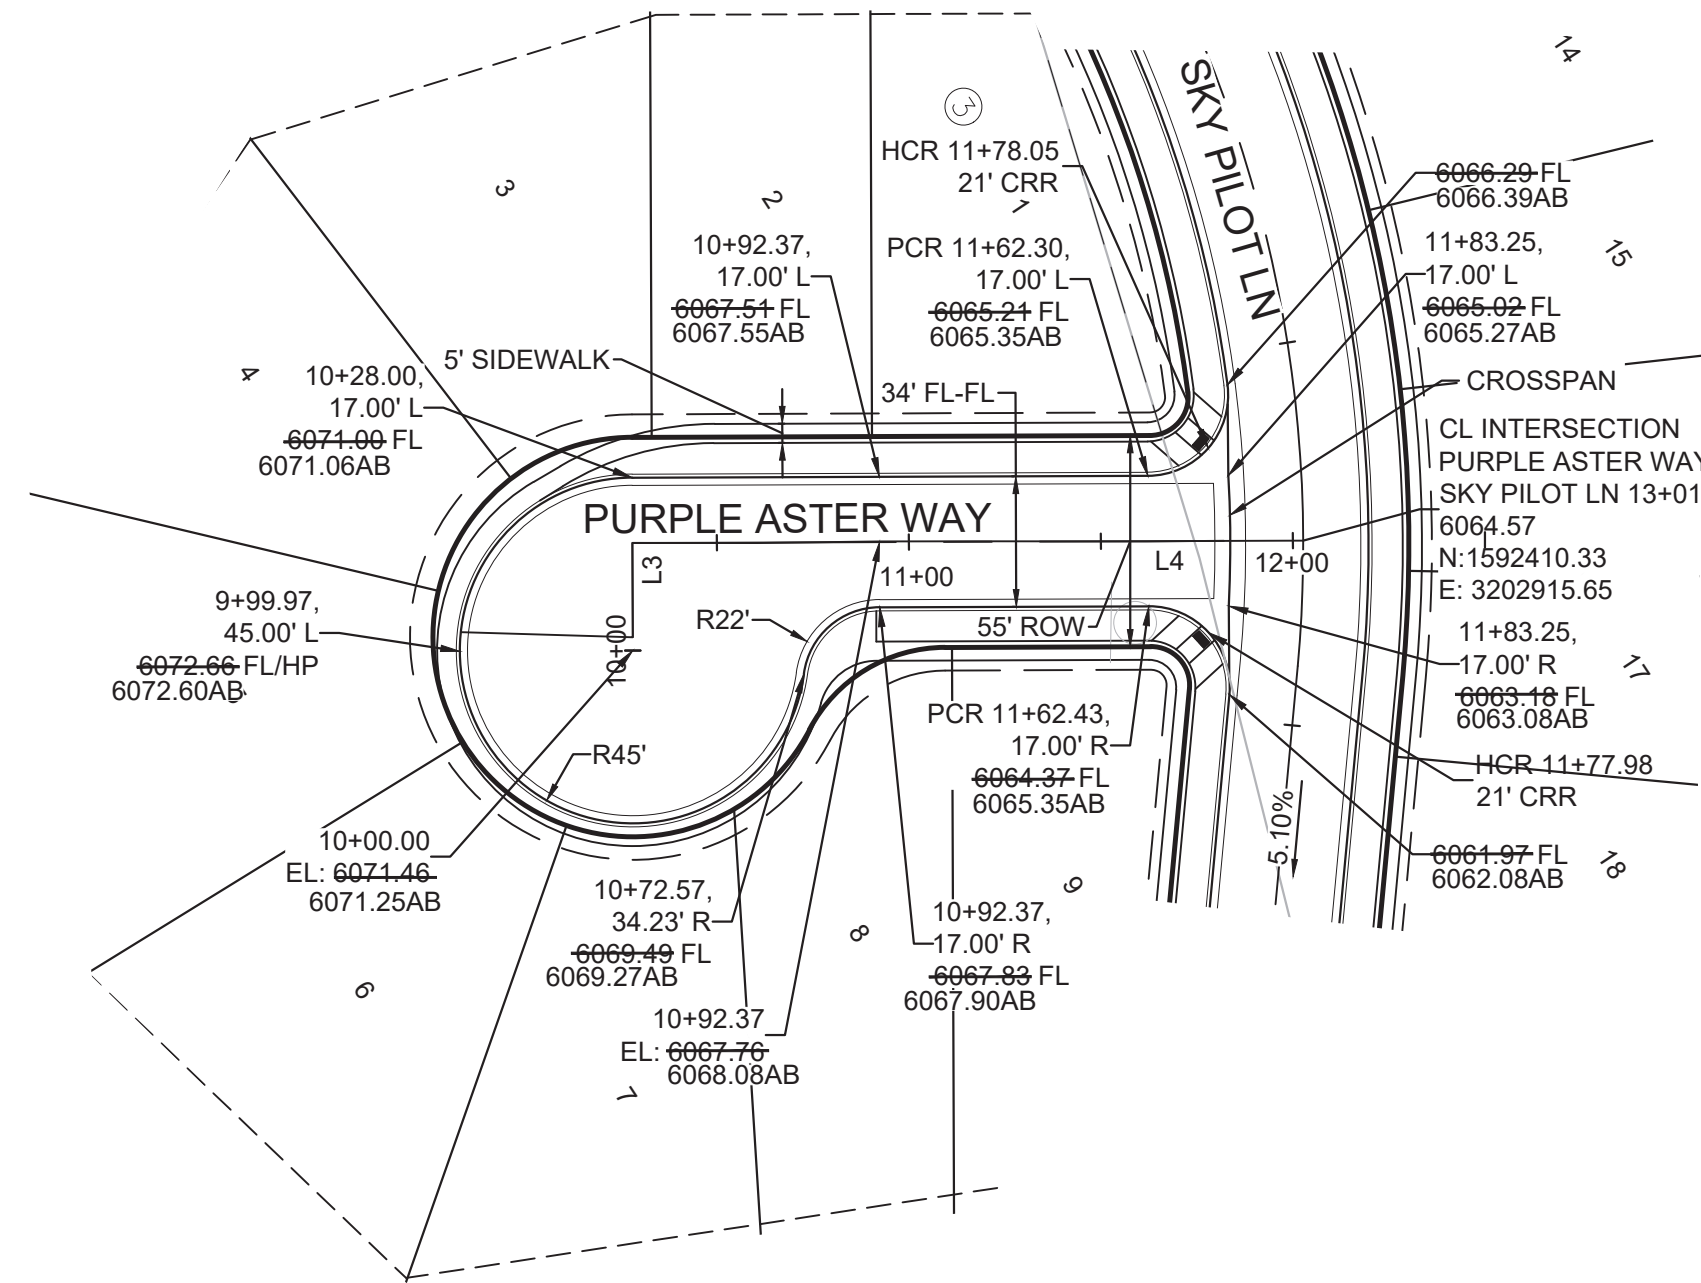 14
3
SKY PILOT LN
HCR 11+78.05
21' CRR
3
2
1
6066.29 FL
6066.39AB
10+92.37,
17.00' L
6067.51 FL
6067.55AB
PCR 11+62.30,
17.00' L
6065.21 FL
6065.35AB
11+83.25,
17.00' L
6065.02 FL
6065.27AB
15
5' SIDEWALK
4
10+28.00,
17.00' L
6071.00 FL
6071.06AB
34' FL-FL
CROSSPAN
CL INTERSECTION
PURPLE ASTER WAY
SKY PILOT LN 13+01
6064.57
N:1592410.33
E: 3202915.65
PURPLE ASTER WAY
L3
11+00
L4
12+00
9+99.97,
45.00' L
6072.66 FL/HP
6072.60AB
10+00
R22'
55' ROW
11+83.25,
17.00' R
6063.18 FL
6063.08AB
17
PCR 11+62.43,
17.00' R
6064.37 FL
6065.35AB
R45'
HCR 11+77.98
21' CRR
5.10%
10+00.00
EL: 6071.46
6071.25AB
6061.97 FL
6062.08AB
18
10+72.57,
34.23' R
6069.49 FL
6069.27AB
8
9
10+92.37,
17.00' R
6067.83 FL
6067.90AB
6
10+92.37
EL: 6067.76
6068.08AB
7